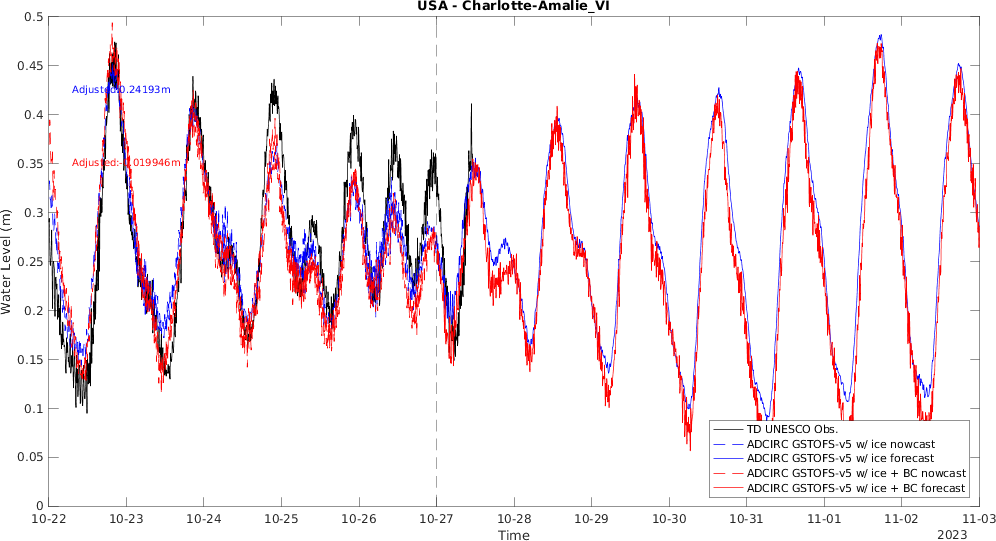 USA - Charlotte-Amalie_VI
0.5
0.45
0.4
0.35
0.3
0.25
0.2
0.15
0.1
0.05
0
Water Level (m)
Adjusted:0.24193m
Adjusted:-0.019946m
TD UNESCO Obs.
ADCIRC GSTOFS-v5 w/ ice nowcast
ADCIRC GSTOFS-v5 w/ ice forecast
ADCIRC GSTOFS-v5 w/ ice + BC nowcast
ADCIRC GSTOFS-v5 w/ ice + BC forecast
10-22 10-23 10-24 10-25 10-26 10-27 10-28 10-29 10-30 10-31 11-01 11-02 11-03
Time
2023